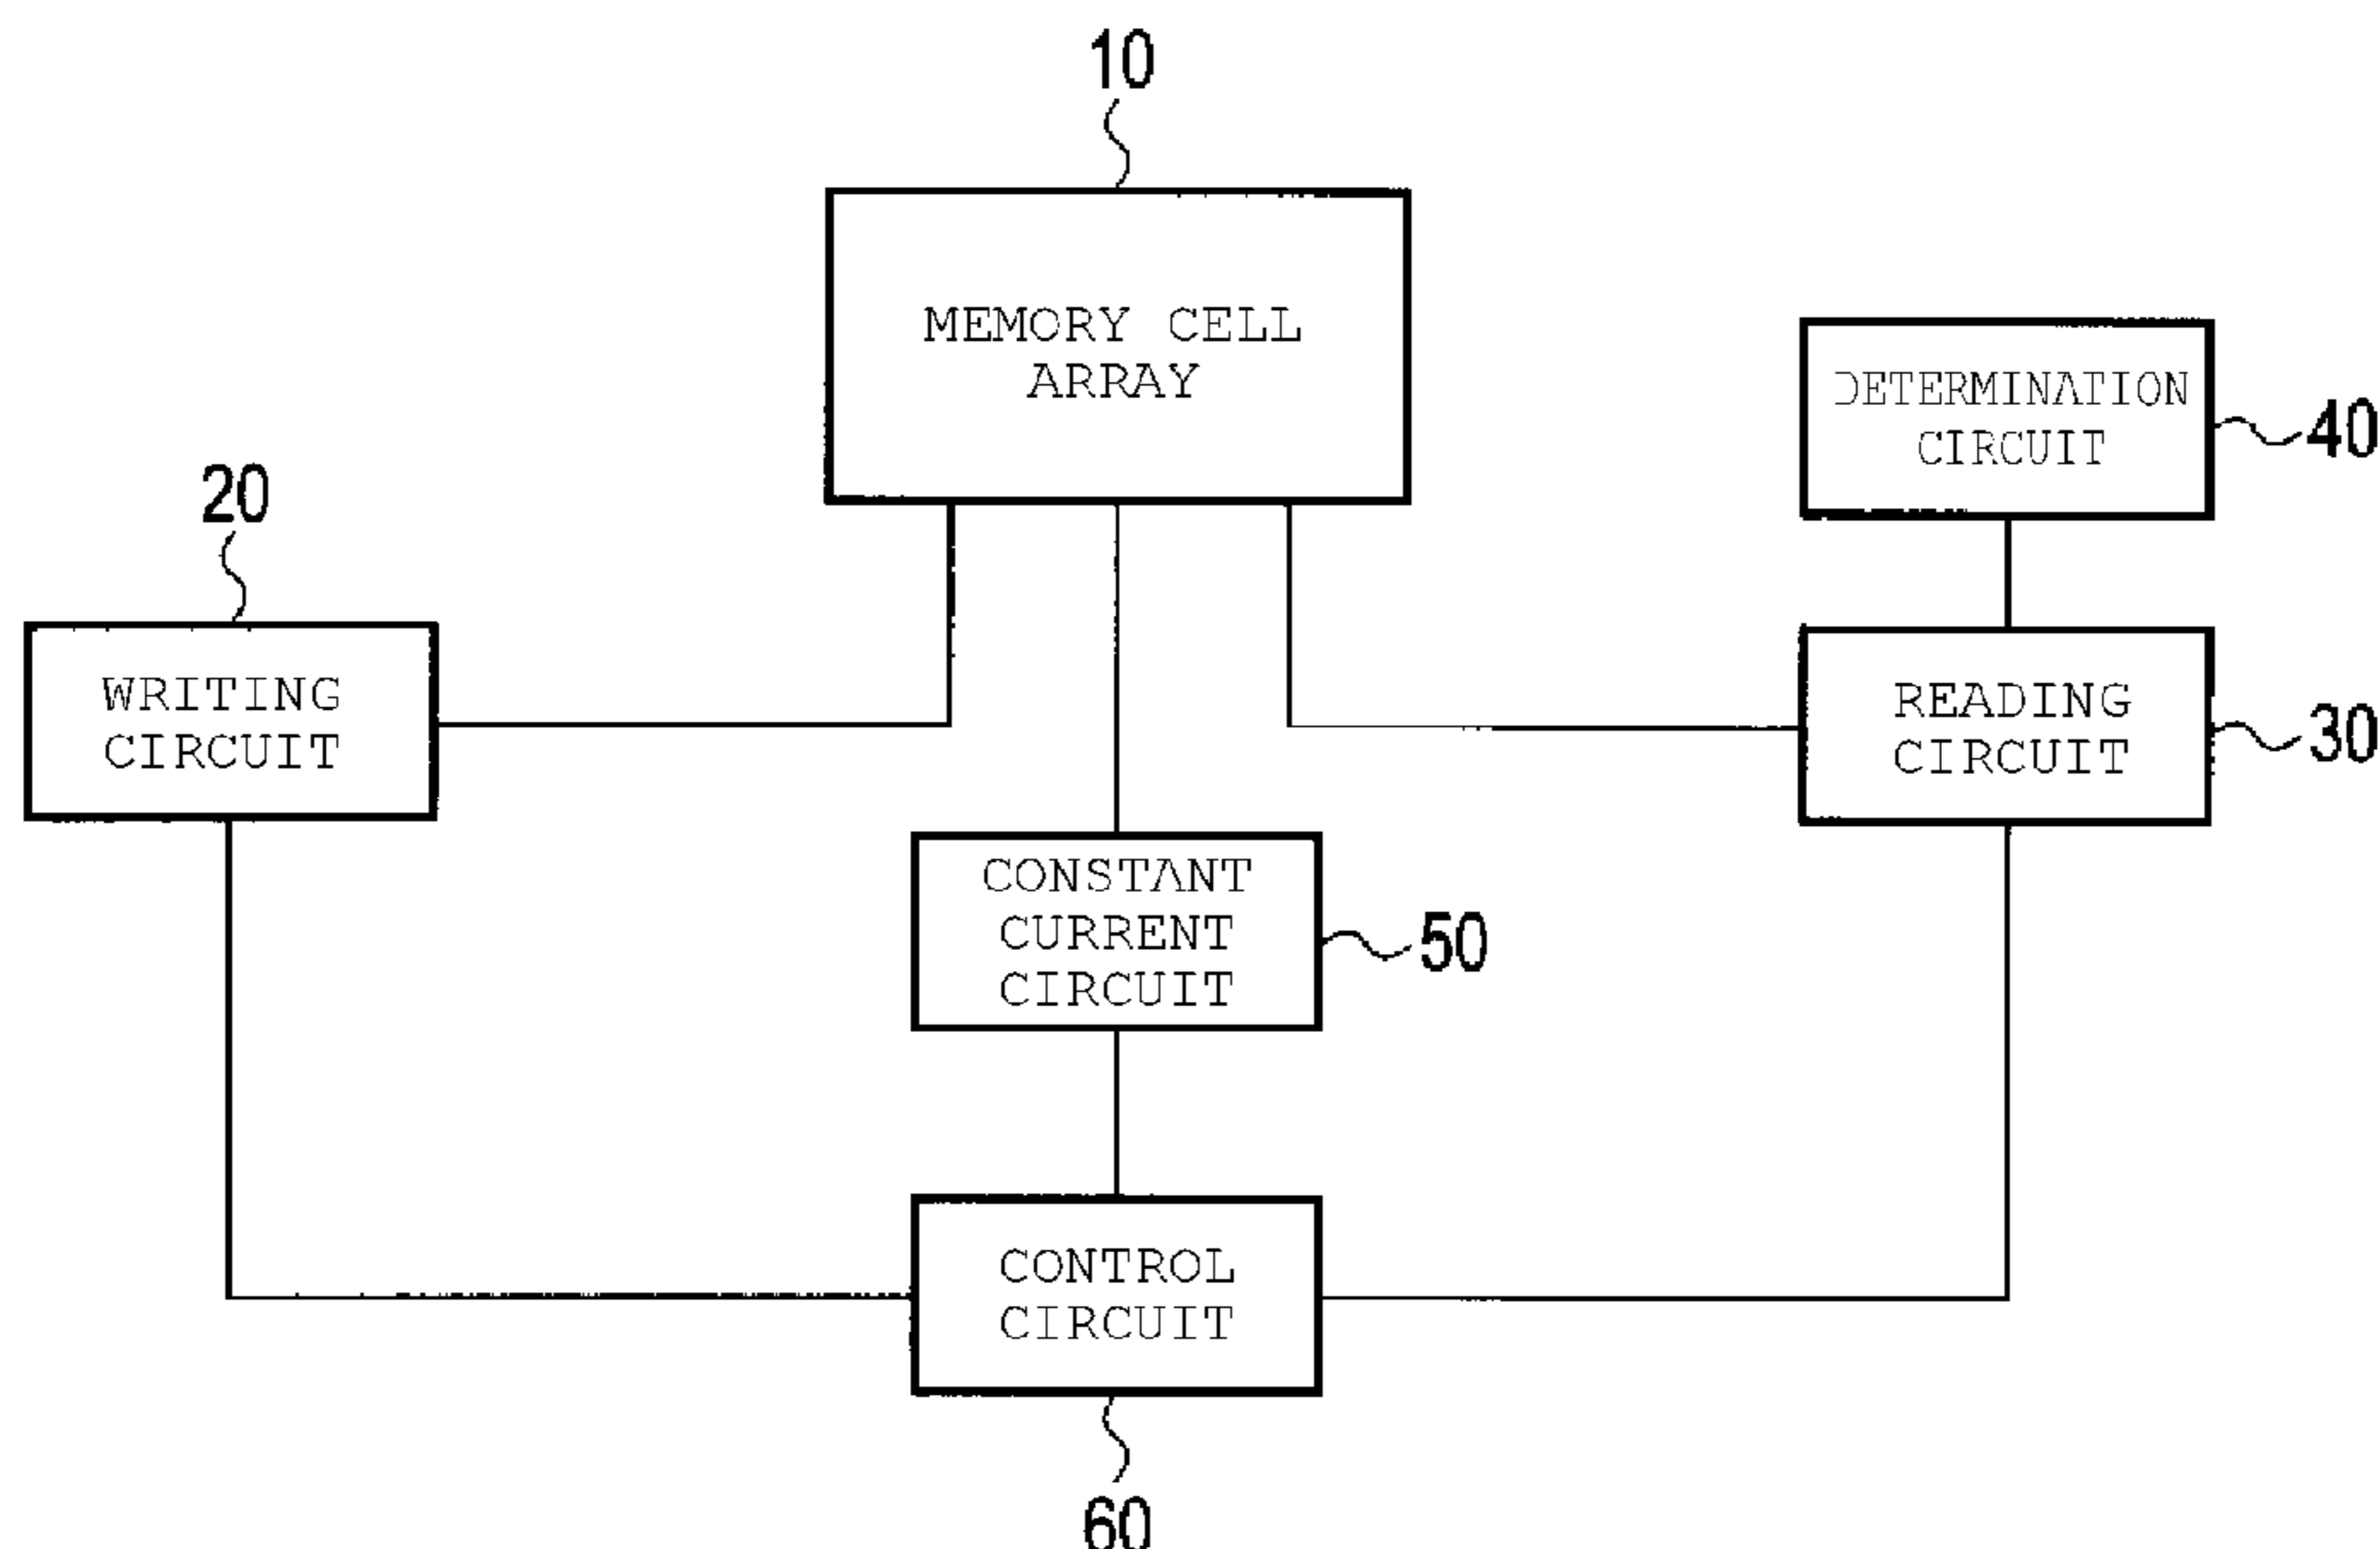 10
MEMORY CELL
ARRAY
DETERMINATION
CIRCUIT
40
20
WRITING
CIRCUIT
READING
CIRCUIT
30
CONSTANT
CURRENT
CIRCUIT
50
CONTROL
CIRCUIT
60